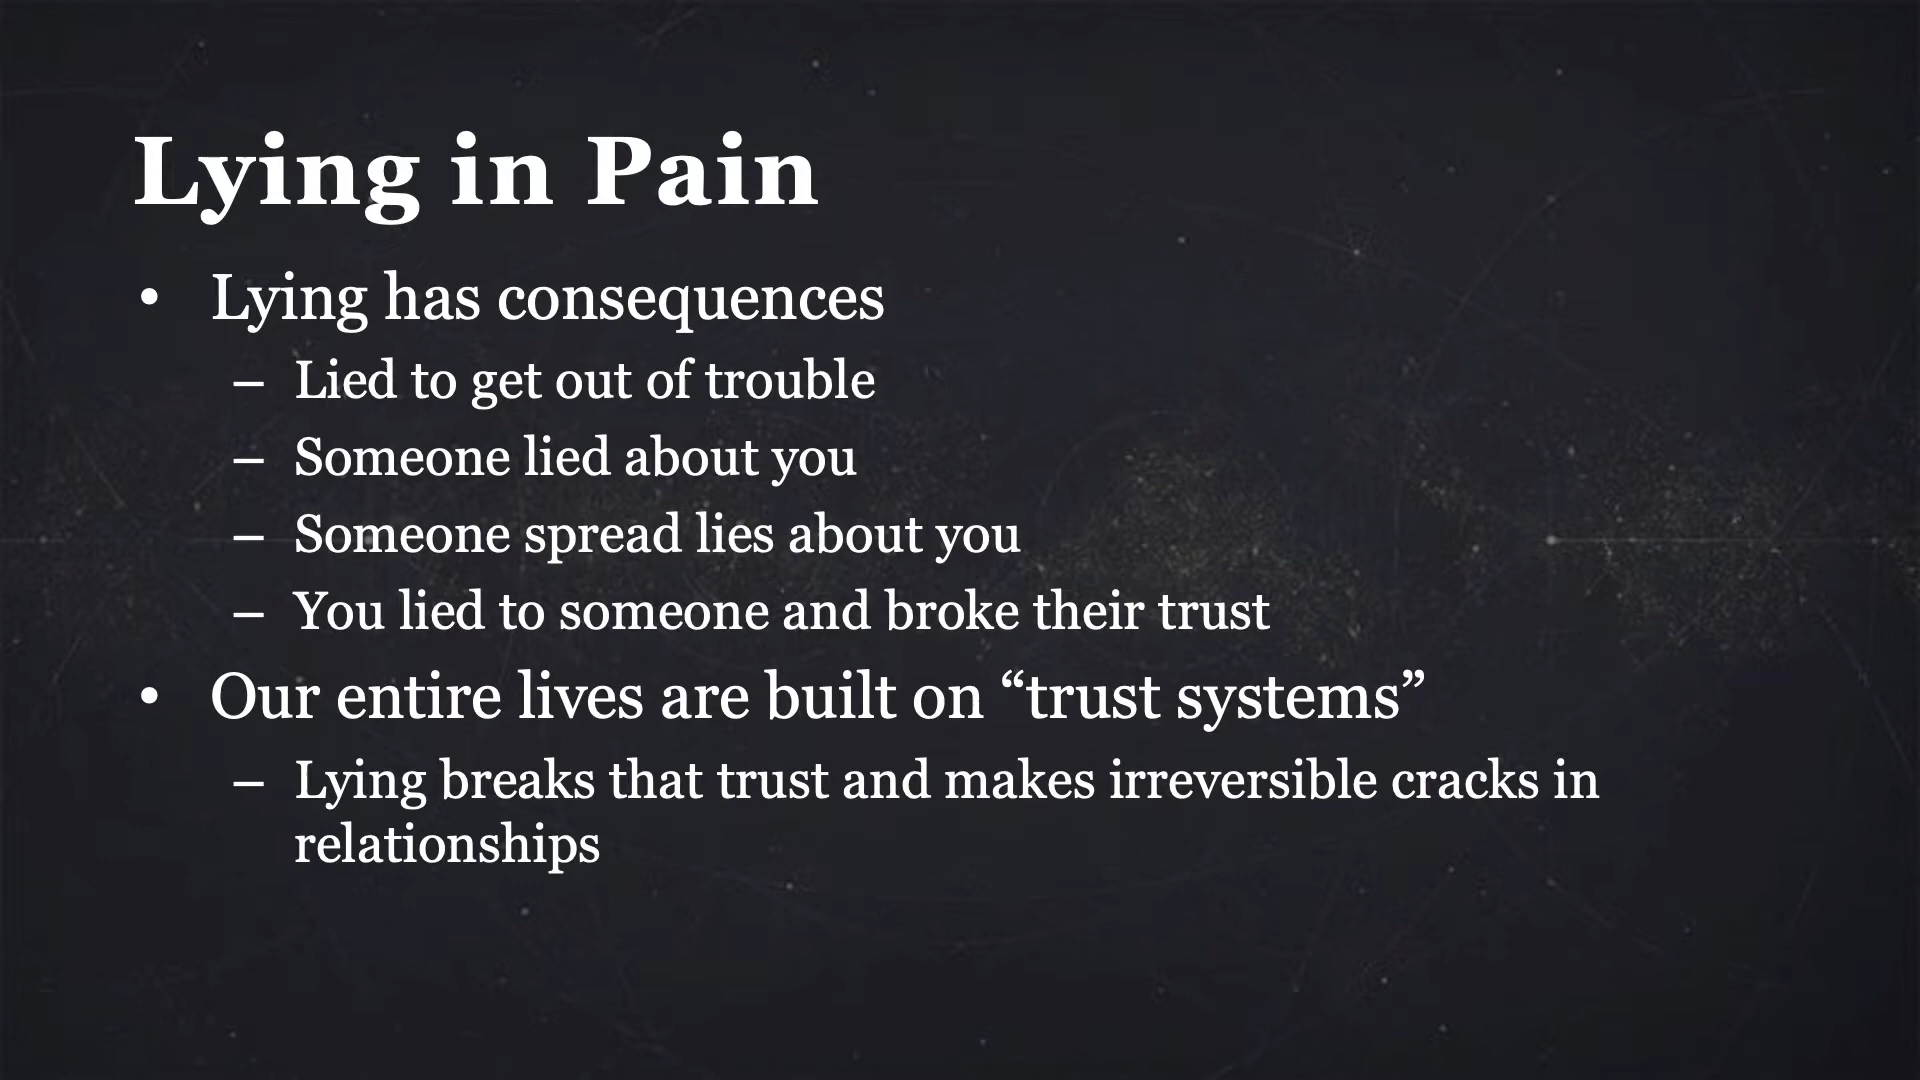 Lying in Pain
• Lying has consequences
– Lied to get out of trouble
– Someone lied about you
– Someone spread lies about you
– You lied to someone and broke their trust
• Our entire lives are built on “trust systems”
– Lying breaks that trust and makes irreversible cracks in
relationships